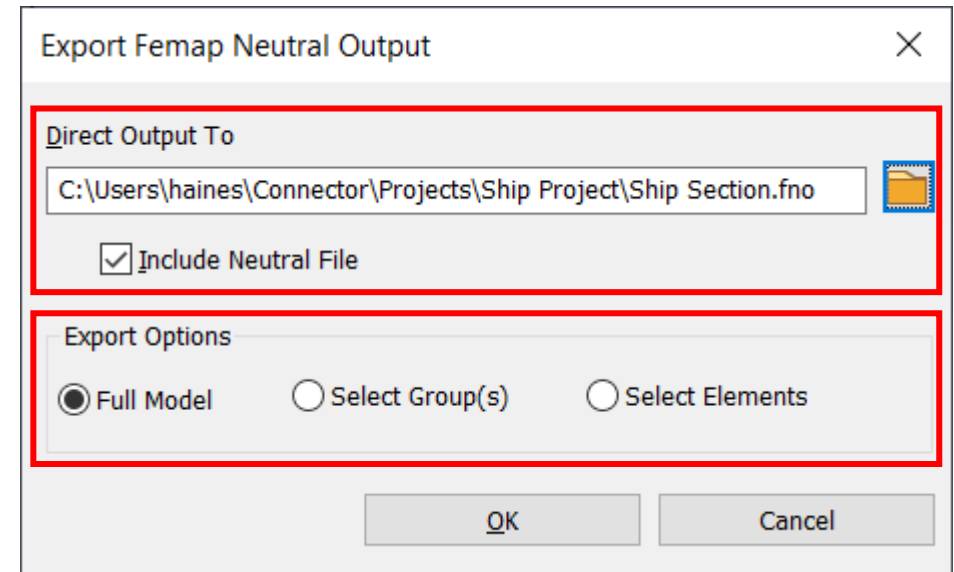 Export Femap Neutral Output
Direct Output To
C:\Users\haines\Connector\Projects\Ship Project\Ship Section.fno
Include Neutral File
Export Options
Full Model Select Group(s) Select Elements
OK Cancel